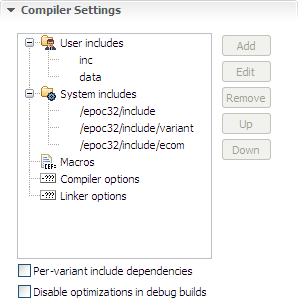 Compiler Settings
User includes
inc
data
System includes
/epoc32/include
/epoc32/include/variant
/epoc32/include/ecom
Macros
Compiler options
Linker options
Add
Edit
Remove
Up
Down
Per-variant include dependencies
Disable optimizations in debug builds